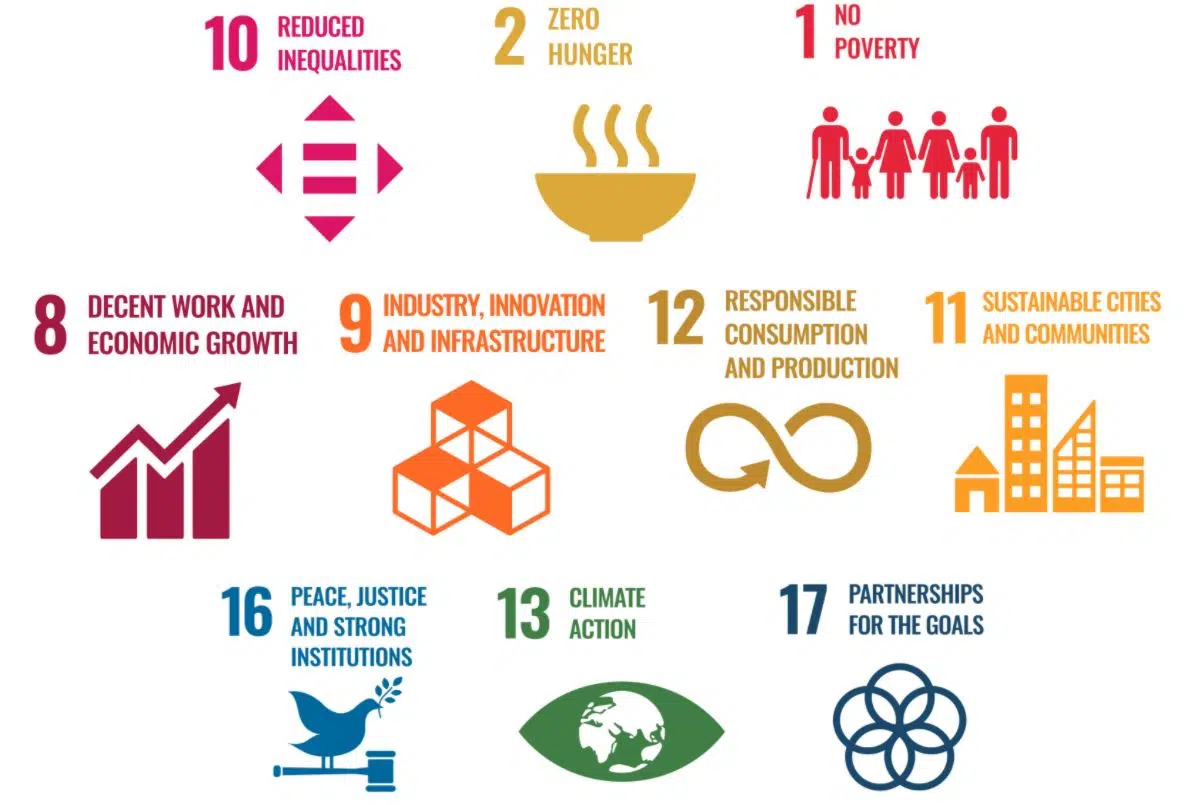 10 REDUCED
INEQUALITIES
2 ZERO
HUNGER
1 NO
POVERTY
8 DECENT WORK AND
ECONOMIC GROWTH
9 INDUSTRY, INNOVATION
AND INFRASTRUCTURE
12 RESPONSIBLE
CONSUMPTION
AND PRODUCTION
11 SUSTAINABLE CITIES
AND COMMUNITIES
16 PEACE, JUSTICE
AND STRONG
INSTITUTIONS
13 CLIMATE
ACTION
17 PARTNERSHIPS
FOR THE GOALS